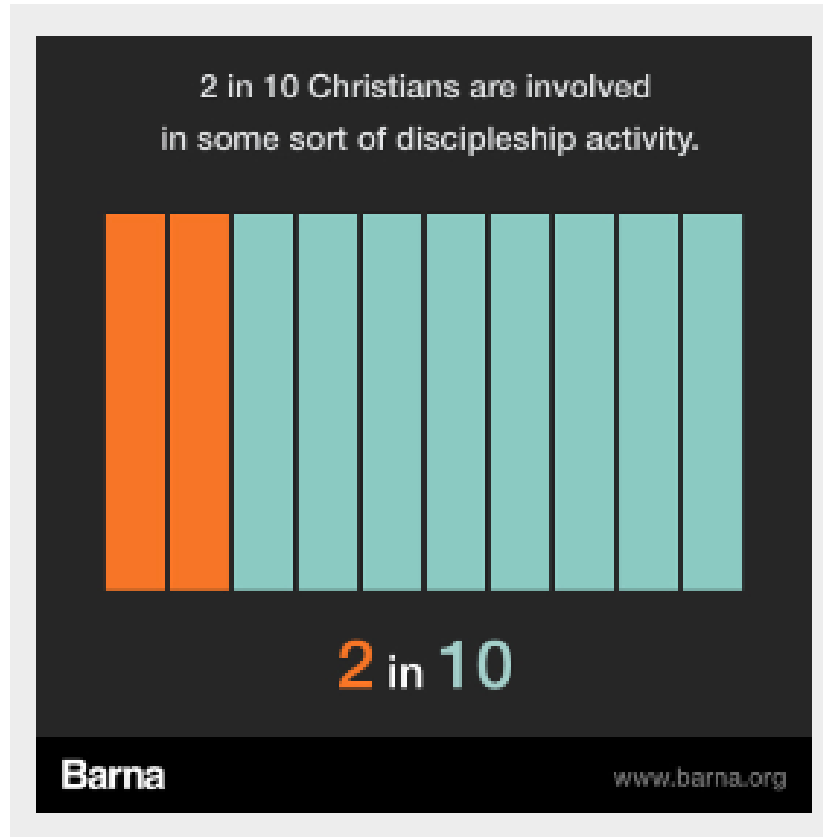 2 in 10 Christians are involved
in some sort of discipleship activity.
2 in 10
Barna
www.barna.org